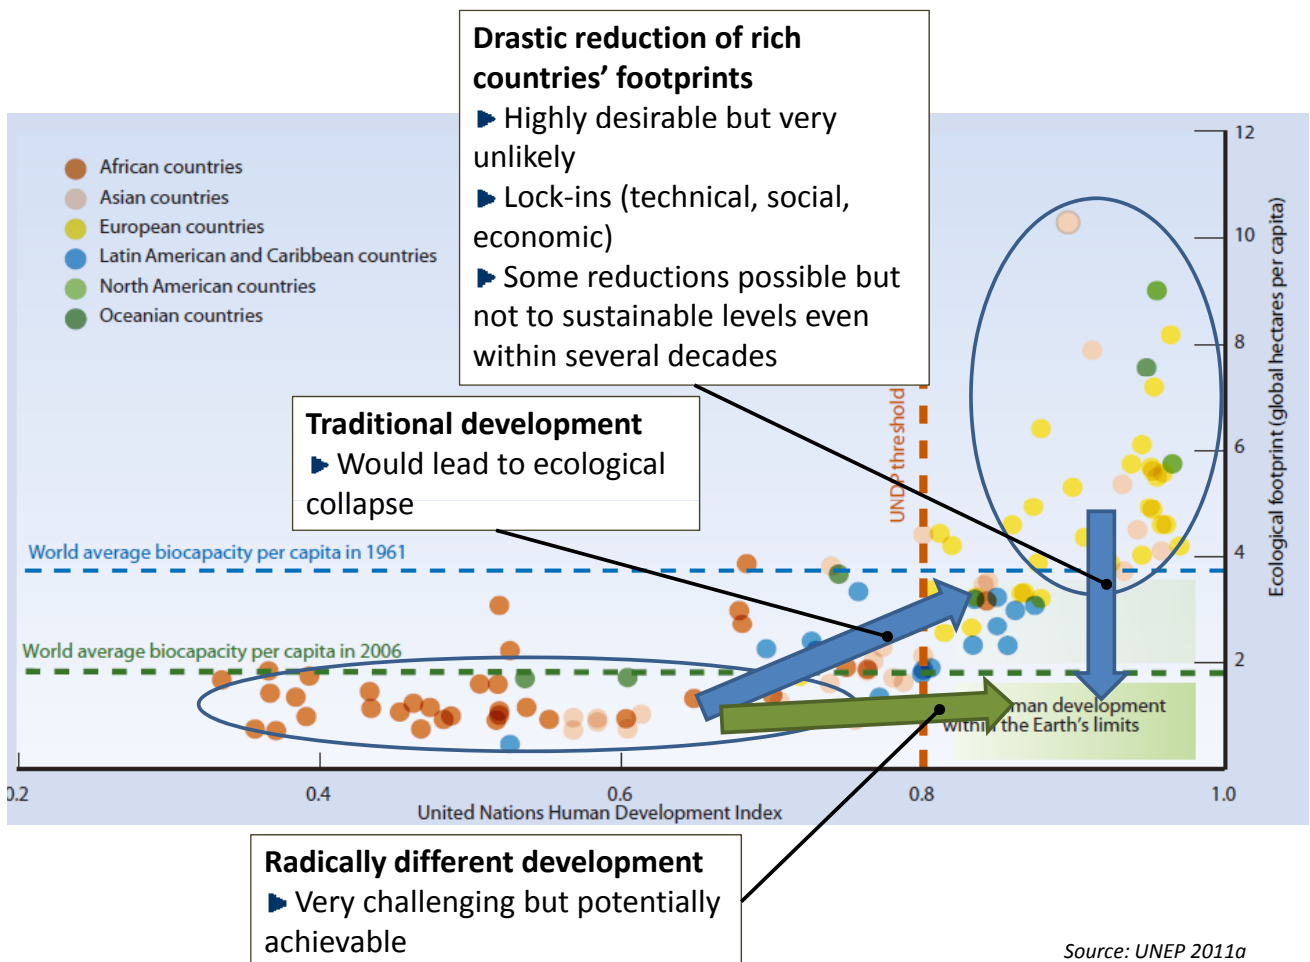 Drastic reduction of rich
countries’ footprints
Highly desirable but very
unlikely
Lock-ins (technical, social,
economic)
Some reductions possible but
not to sustainable levels even
within several decades
African countries
Asian countries
European countries
Latin American and Caribbean countries
North American countries
Oceanian countries
Traditional development
Would lead to ecological
collapse
UNDP threshold
World average biocapacity per capita in 1961
World average biocapacity per capita in 2006
12
10
8
6
4
2
Ecological footprint (global hectares per capita)
man development
within the Earth’s limits
0.2
0.4
0.6
0.8
1.0
United Nations Human Development Index
Radically different development
Very challenging but potentially
achievable
Source: UNEP 2011a